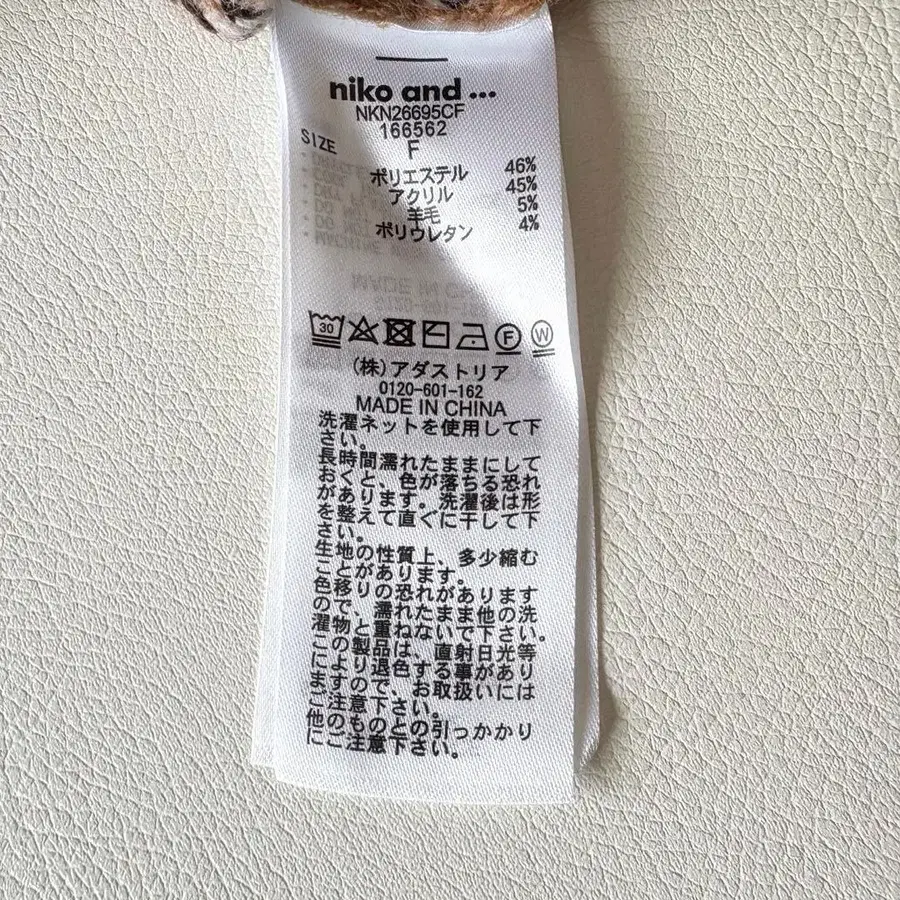 niko and ...
NKN26695CF
166562
SIZE F
ポリエステル 46%
アクリル 45%
羊毛 5%
ポリウレタン 4%
30
F W
(株)アダストリア
0120-601-162
MADE IN CHINA
洗濯ネットを使用して下
さい。
長時間濡れたままにして
おくと、色が落ちる恐れ
があります。洗濯後は形
を整えて直ぐに干して下
さい。
生地の性質上、多少縮む
ことがあります。
色移りの恐れがあります
ので、濡れたまま他の洗
濯物と重ねないで下さい。
この製品は、直射日光等
により退色する事があり
ますので、お取扱いには
ご注意下さい。
他のものとの引っかかり
にご注意下さい。